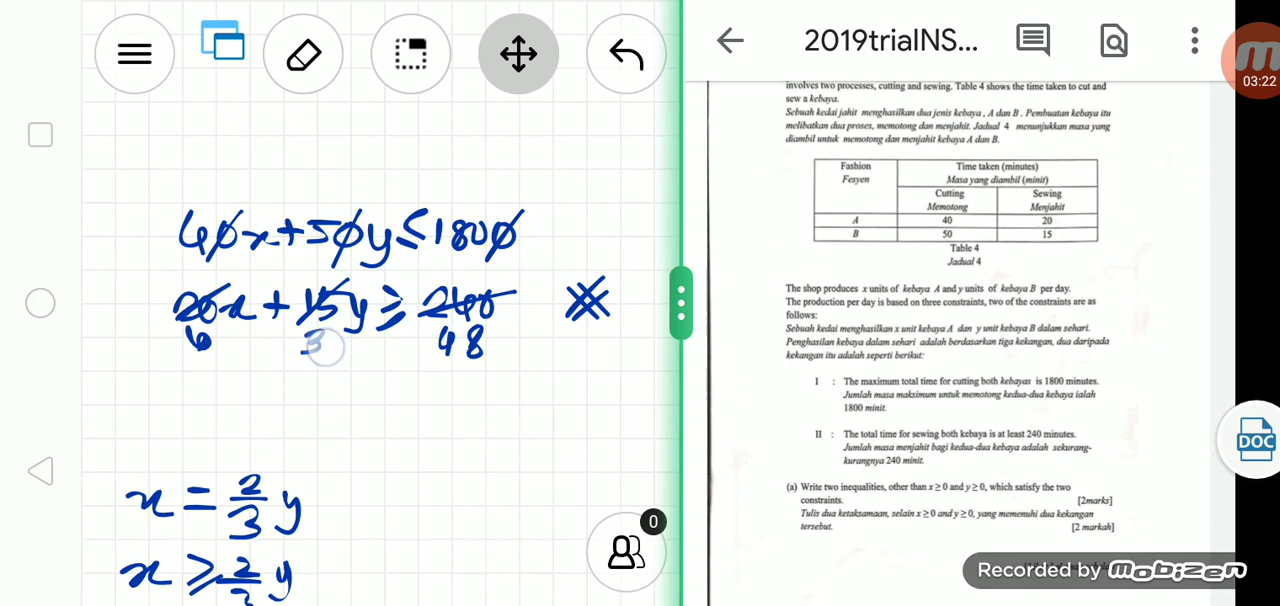 40x+50y≤1800
20x + 15y ≥ 240
6 3 48
x = 2/3 y
x ≥ 2/3 y
0
2019trialNS...
03:22
involves two processes, cutting and sewing. Table 4 shows the time taken to cut and
sew a kebaya.
Sebuah kedai jahit menghasilkan dua jenis kebaya , A dan B . Pembuatan kebaya itu
melibatkan dua proses, memotong dan menjahit. Jadual 4 menunjukkan masa yang
diambil untuk memotong dan menjahit kebaya A dan B.
Fashion Time taken (minutes)
Fesyen Masa yang diambil (minit)
Cutting Sewing
Memotong Menjahit
A 40 20
B 50 15
Table 4
Jadual 4
The shop produces x units of kebaya A and y units of kebaya B per day.
The production per day is based on three constraints, two of the constraints are as
follows:
Sebuah kedai menghasilkan x unit kebaya A dan y unit kebaya B dalam sehari.
Penghasilan kebaya dalam sehari adalah berdasarkan tiga kekangan, dua daripada
kekangan itu adalah seperti berikut:
I : The maximum total time for cutting both kebayas is 1800 minutes.
Jumlah masa maksimum untuk memotong kedua-dua kebaya ialah
1800 minit.
II : The total time for sewing both kebaya is at least 240 minutes.
Jumlah masa menjahit bagi kedua-dua kebaya adalah sekurang-
kurangnya 240 minit.
(a) Write two inequalities, other than x ≥ 0 and y ≥ 0, which satisfy the two
constraints. [2marks]
Tulis dua ketaksamaan, selain x ≥ 0 and y ≥ 0, yang memenuhi dua kekangan
tersebut. [2 markah]
DOC
Recorded by mobizen